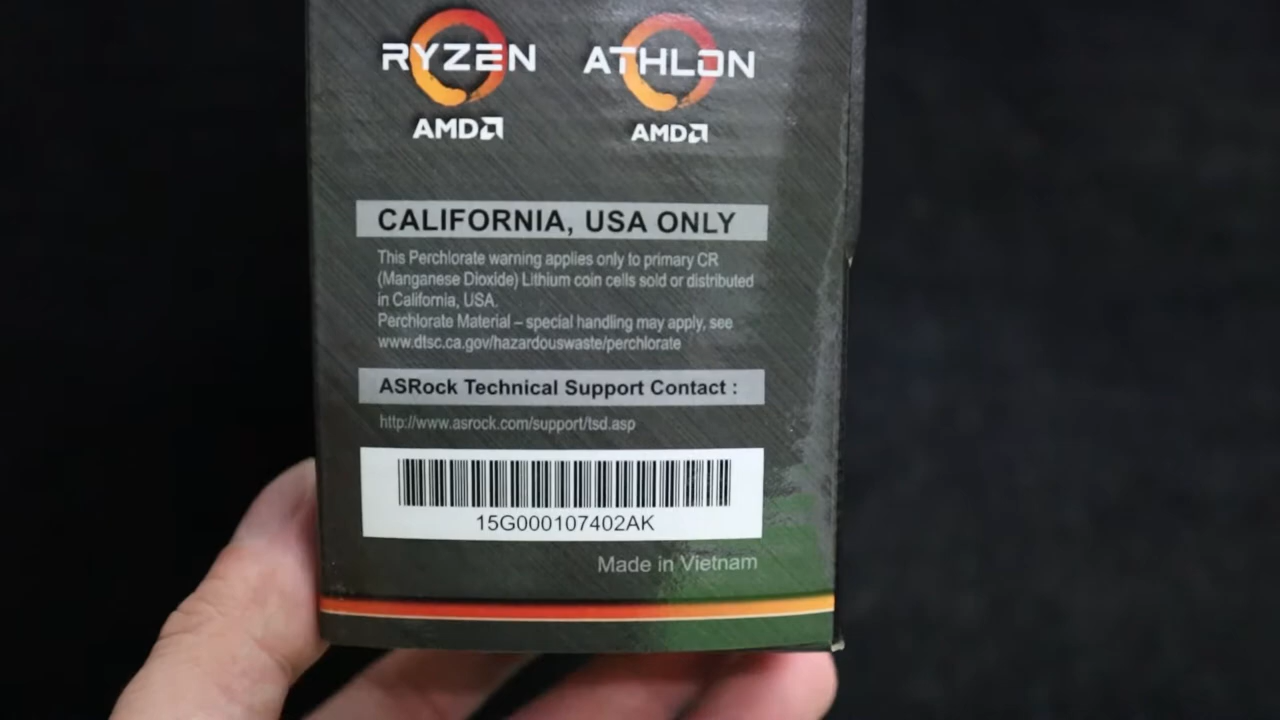 RYZEN ATHLON
AMD AMD
CALIFORNIA, USA ONLY
This Perchlorate warning applies only to primary CR
(Manganese Dioxide) Lithium coin cells sold or distributed
in California, USA.
Perchlorate Material – special handling may apply, see
www.dtsc.ca.gov/hazardouswaste/perchlorate
ASRock Technical Support Contact :
http://www.asrock.com/support/tsd.asp
15G000107402AK
Made in Vietnam